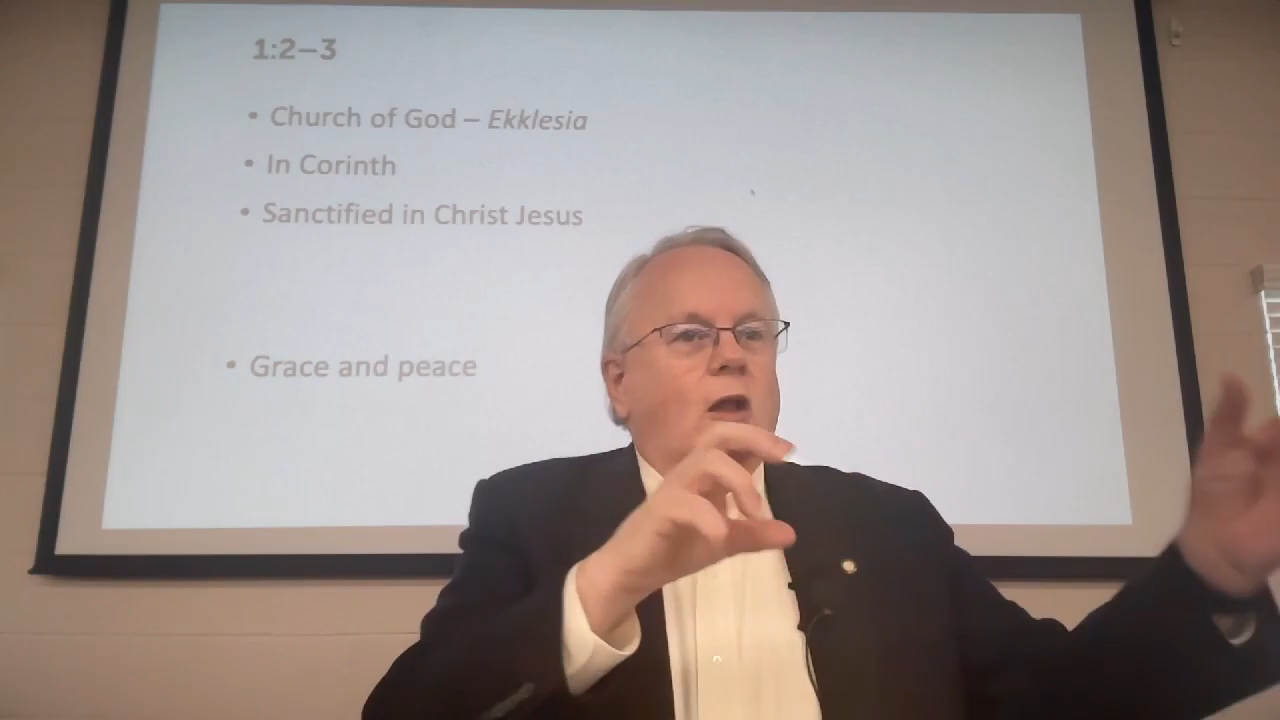 1:2–3
• Church of God – Ekklesia
• In Corinth
• Sanctified in Christ Jesus
• Grace and peace